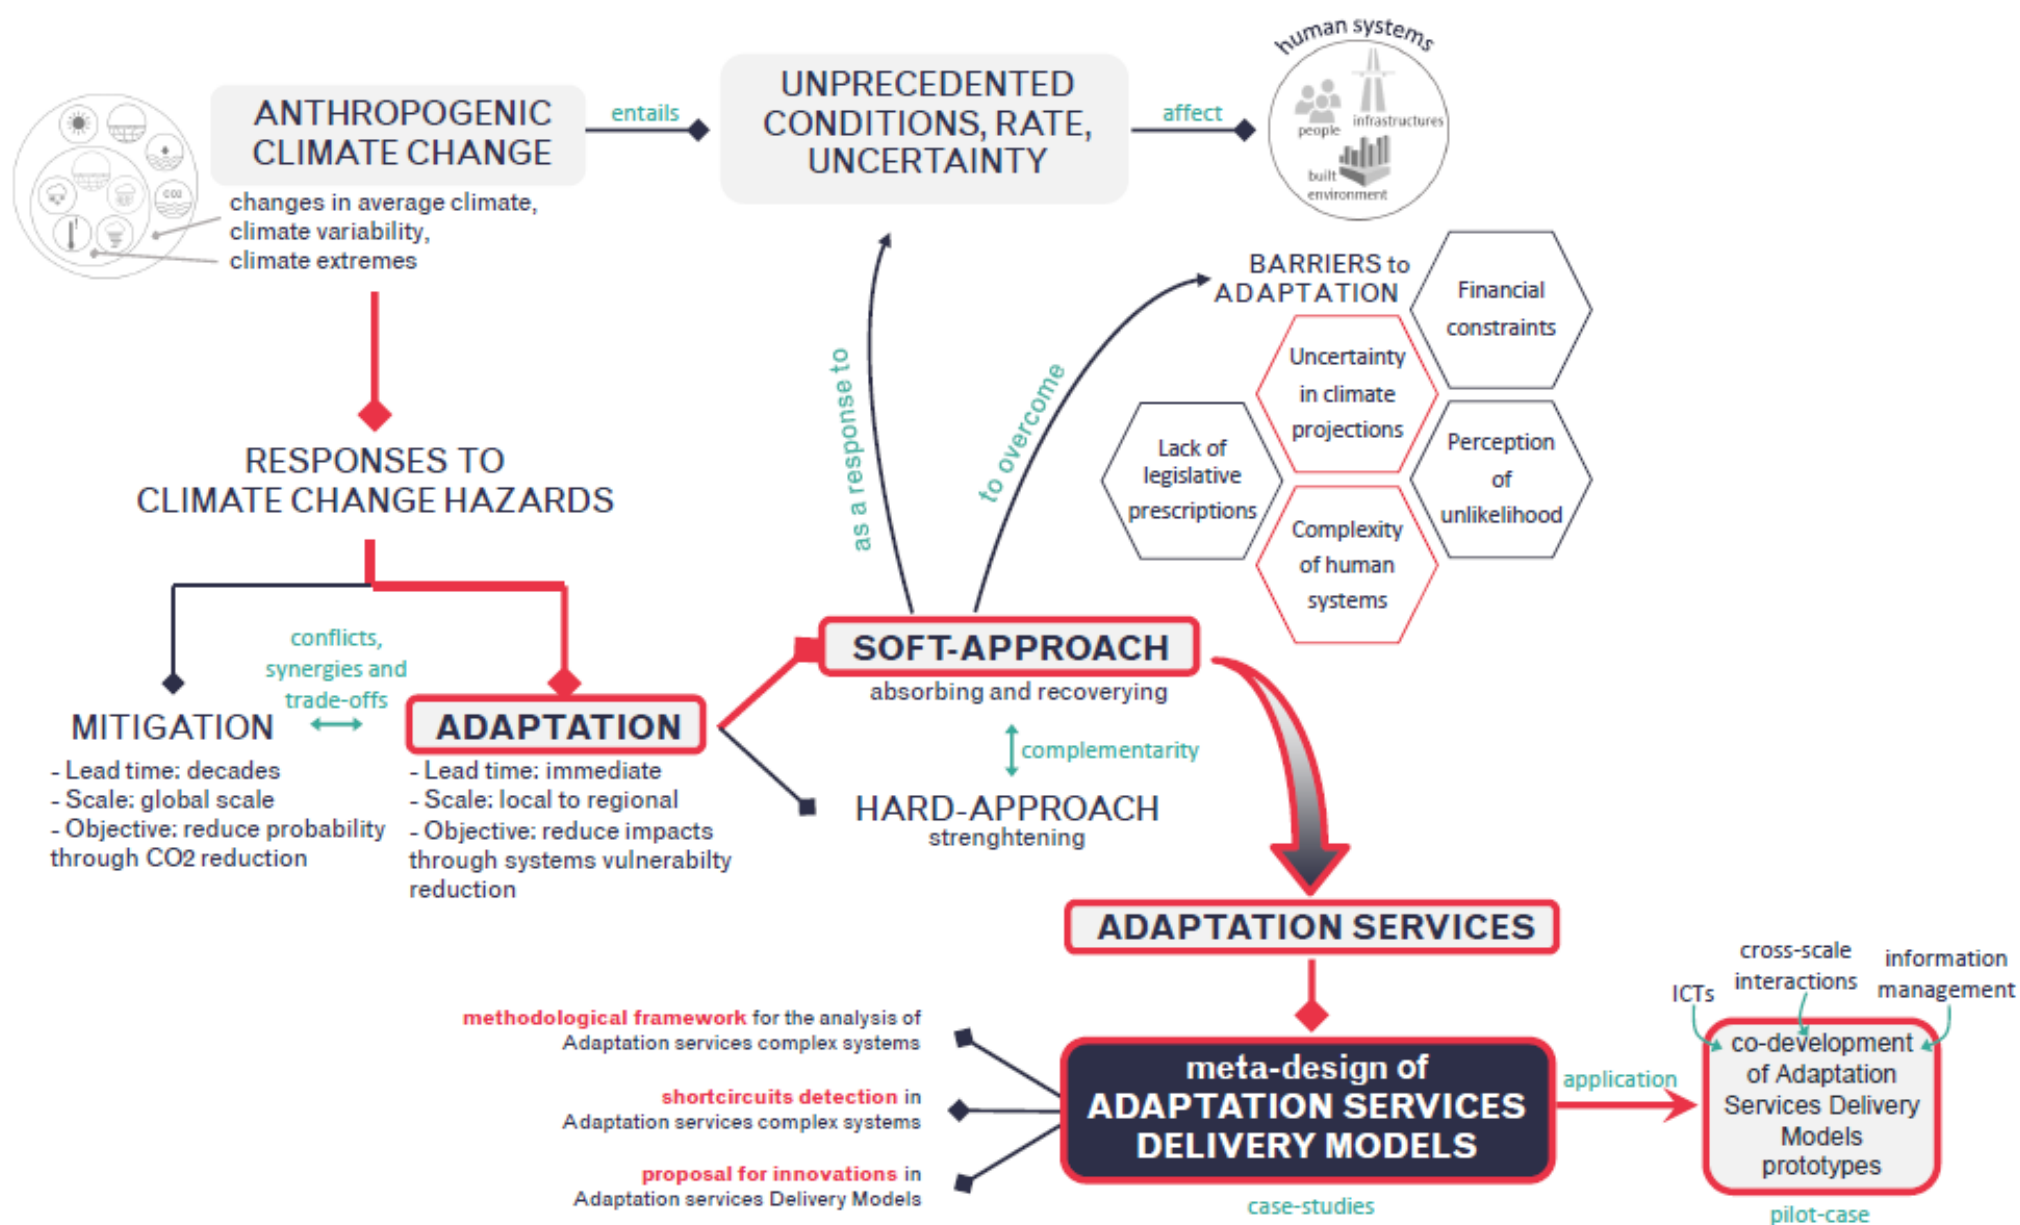 human systems
people
infrastructures
built
environment
ANTHROPOGENIC
CLIMATE CHANGE
entails
UNPRECEDENTED
CONDITIONS, RATE,
UNCERTAINTY
affect
CO2
changes in average climate,
climate variability,
climate extremes
BARRIERS to
ADAPTATION
Financial
constraints
Uncertainty
in climate
projections
Lack of
legislative
prescriptions
Perception
of
unlikelihood
Complexity
of human
systems
as a response to
to overcome
RESPONSES TO
CLIMATE CHANGE HAZARDS
conflicts,
synergies and
trade-offs
MITIGATION
- Lead time: decades
- Scale: global scale
- Objective: reduce probability
through CO2 reduction
ADAPTATION
- Lead time: immediate
- Scale: local to regional
- Objective: reduce impacts
through systems vulnerabilty
reduction
SOFT-APPROACH
absorbing and recoverying
complementarity
HARD-APPROACH
strenghtening
ADAPTATION SERVICES
methodological framework for the analysis of
Adaptation services complex systems
shortcircuits detection in
Adaptation services complex systems
proposal for innovations in
Adaptation services Delivery Models
meta-design of
ADAPTATION SERVICES
DELIVERY MODELS
case-studies
application
ICTs
cross-scale
interactions
information
management
co-development
of Adaptation
Services Delivery
Models
prototypes
pilot-case